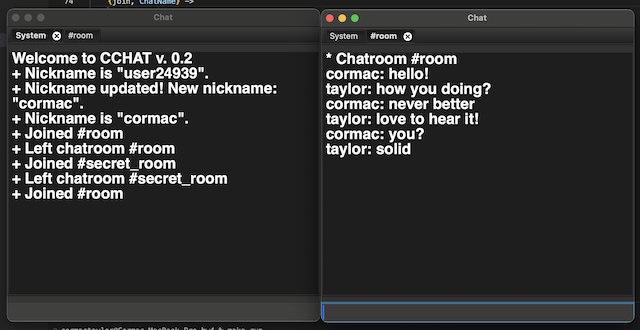 74 {join, ChatName} ->
Chat
System #room
Welcome to CCHAT v. 0.2
+ Nickname is "user24939".
+ Nickname updated! New nickname:
"cormac".
+ Nickname is "cormac".
+ Joined #room
+ Left chatroom #room
+ Joined #secret_room
+ Left chatroom #secret_room
+ Joined #room
Chat
System #room
* Chatroom #room
cormac: hello!
taylor: how you doing?
cormac: never better
taylor: love to hear it!
cormac: you?
taylor: solid